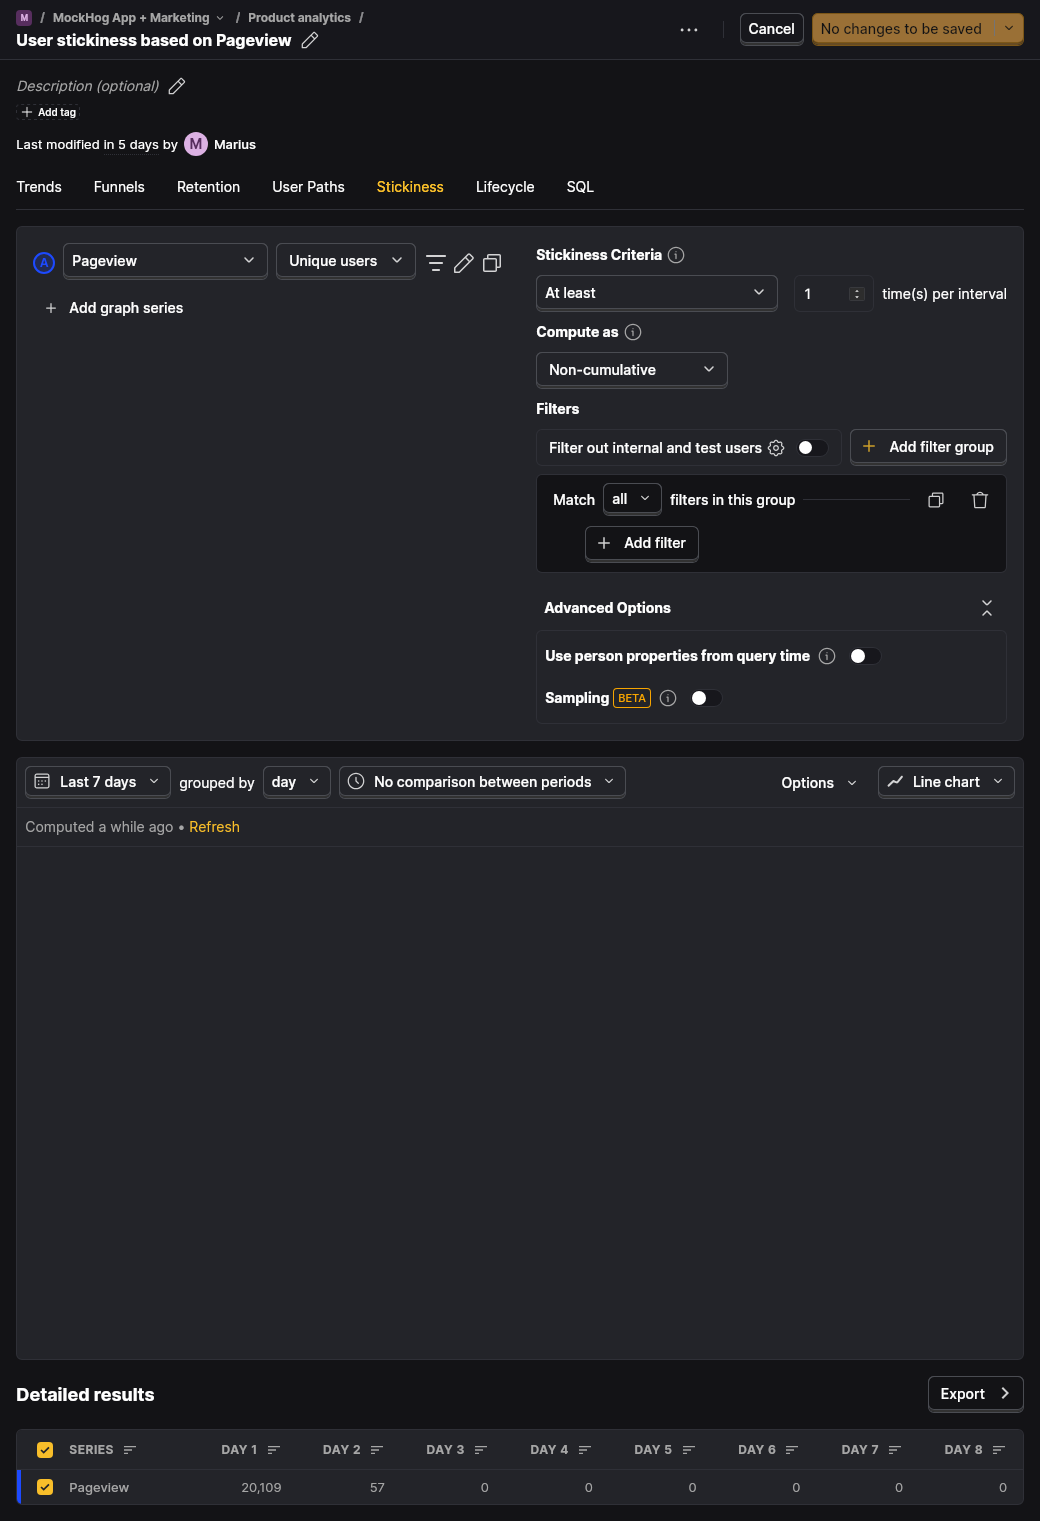 M / MockHog App + Marketing / Product analytics /
User stickiness based on Pageview
Cancel
No changes to be saved
Description (optional)
+ Add tag
Last modified in 5 days by M Marius
Trends Funnels Retention User Paths Stickiness Lifecycle SQL
A Pageview Unique users
+ Add graph series
Stickiness Criteria
At least 1 time(s) per interval
Compute as
Non-cumulative
Filters
Filter out internal and test users + Add filter group
Match all filters in this group
+ Add filter
Advanced Options
Use person properties from query time
Sampling BETA
Last 7 days grouped by day No comparison between periods Options Line chart
Computed a while ago • Refresh
Detailed results
Export
SERIES DAY 1 DAY 2 DAY 3 DAY 4 DAY 5 DAY 6 DAY 7 DAY 8
Pageview 20,109 57 0 0 0 0 0 0